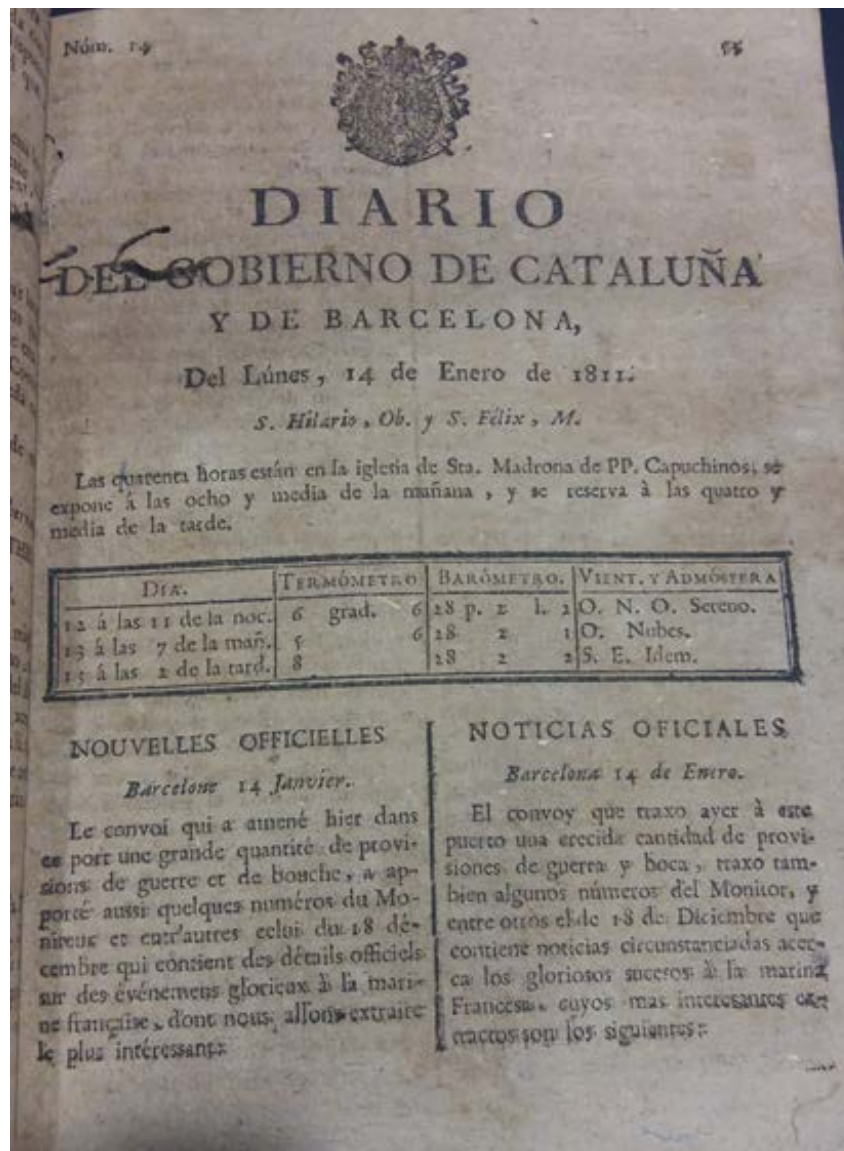 Núm. 14
55
DIARIO
DEL GOBIERNO DE CATALUÑA
Y DE BARCELONA,
Del Lúnes, 14 de Enero de 1811.
S. Hilario, Ob. y S. Félix, M.
Las quarenta horas están en la iglesia de Sta. Madrona de PP. Capuchinos; se
expone á las ocho y media de la mañana, y se reserva à las quatro y
media de la tarde.
DIA. TERMÓMETRO BARÓMETRO. VIENT. Y ADMÓSFERA
12 á las 11 de la noc. 6 grad. 6 28 p. 2 l. 2 O. N. O. Sereno.
13 á las 7 de la mañ. 5 6 28 2 1 O. Nubes.
13 á las 2 de la tard. 8 28 2 2 S. E. Idem.
NOUVELLES OFFICIELLES
Barcelone 14 Janvier.
Le convoi qui a amené hier dans
ce port une grande quantité de provi-
sions de guerre et de bouche, a ap-
porté aussi quelques numéros du Mo-
niteur et entr'autres celui du 18 dé-
cembre qui contient des détails officiels
sur des événemens glorieux à la mari-
ne française, dont nous allons extraire
le plus intéressant:
NOTICIAS OFICIALES
Barcelona 14 de Enero.
El convoy que traxo ayer à este
puerto una crecida cantidad de provi-
siones de guerra y boca, traxo tam-
bien algunos números del Monitor, y
entre otros el de 18 de Diciembre que
contiene noticias circunstanciadas acer-
ca los gloriosos sucesos à la marina
Francesa, cuyos mas interesantes ex-
tractos son los siguientes: